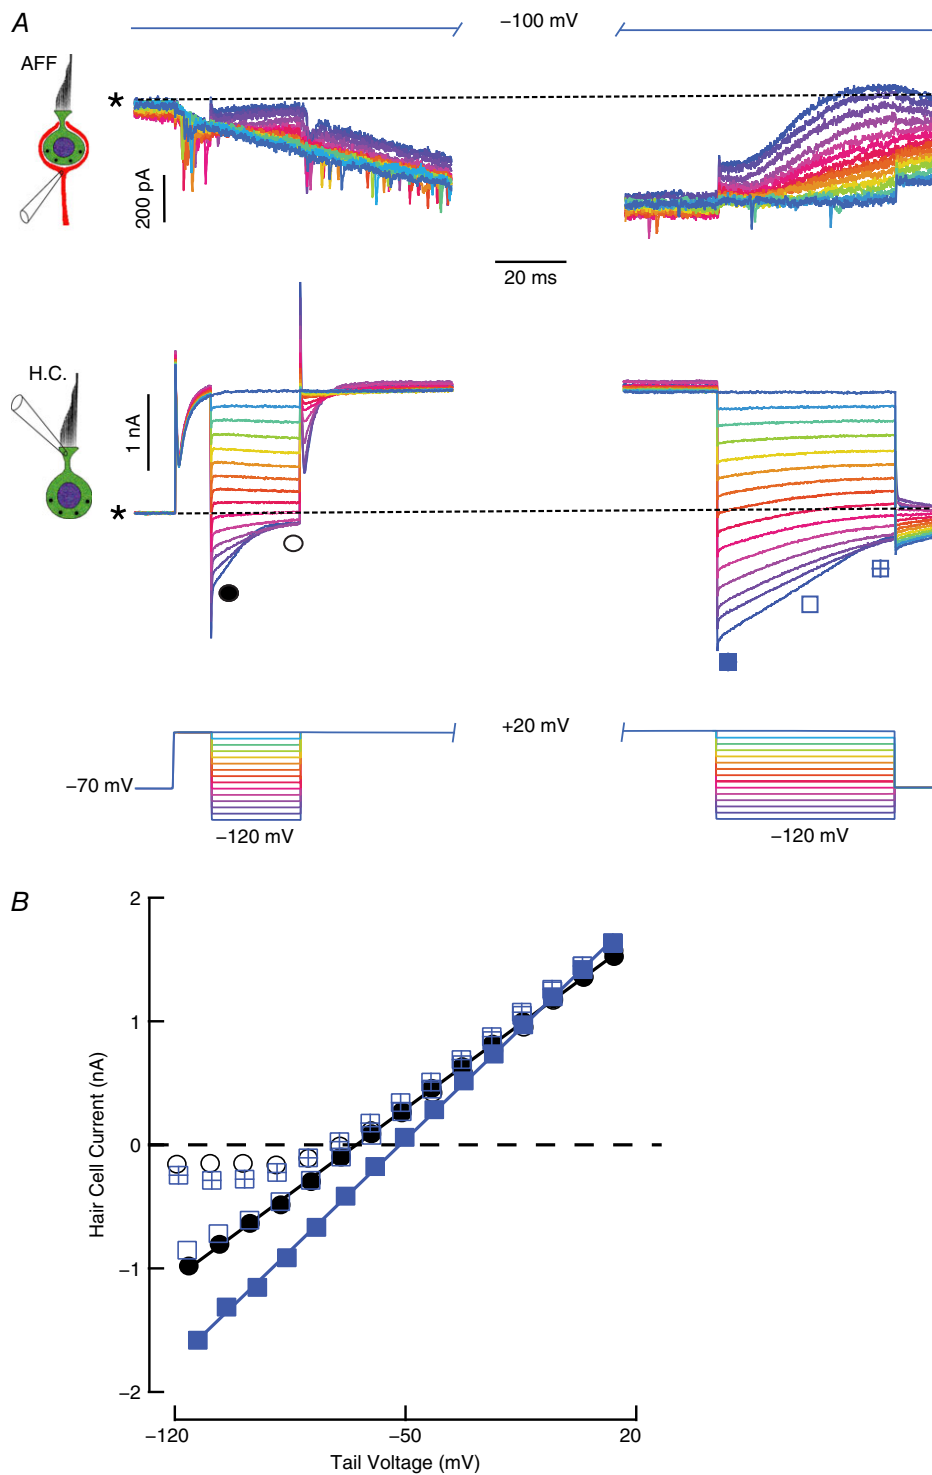 A
−100 mV
AFF
*
200 pA
20 ms
H.C.
1 nA
*
+20 mV
−70 mV
−120 mV
−120 mV
B
2
1
0
−1
−2
Hair Cell Current (nA)
−120
−50
20
Tail Voltage (mV)